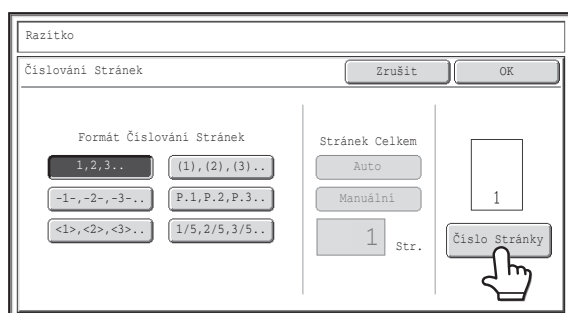 Razítko
Číslování Stránek
Zrušit
OK
Formát Číslování Stránek
1,2,3..
(1),(2),(3)..
-1-,-2-,-3-..
P.1,P.2,P.3..
<1>,<2>,<3>..
1/5,2/5,3/5..
Stránek Celkem
Auto
Manuální
1 Str.
1
Číslo Stránky